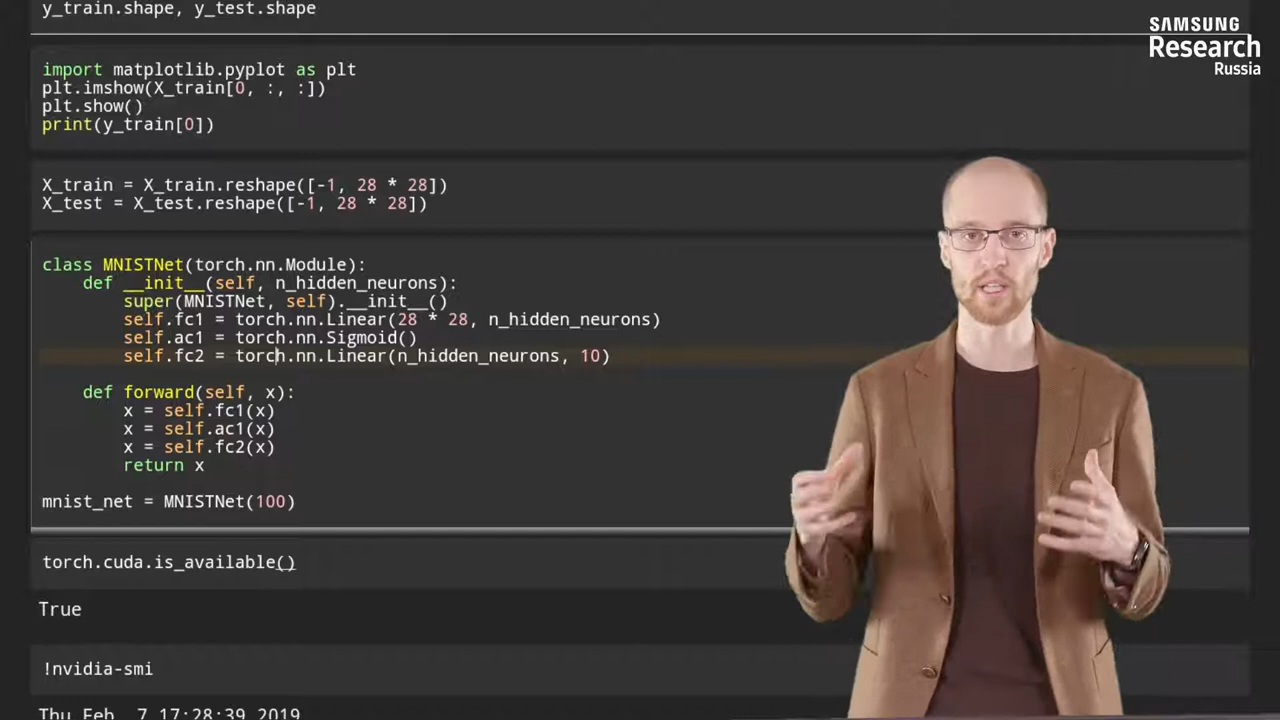 y_train.shape, y_test.shape
SAMSUNG
Research
Russia
import matplotlib.pyplot as plt
plt.imshow(X_train[0, :, :])
plt.show()
print(y_train[0])
X_train = X_train.reshape([-1, 28 * 28])
X_test = X_test.reshape([-1, 28 * 28])
class MNISTNet(torch.nn.Module):
    def __init__(self, n_hidden_neurons):
        super(MNISTNet, self).__init__()
        self.fc1 = torch.nn.Linear(28 * 28, n_hidden_neurons)
        self.ac1 = torch.nn.Sigmoid()
        self.fc2 = torch.nn.Linear(n_hidden_neurons, 10)
    def forward(self, x):
        x = self.fc1(x)
        x = self.ac1(x)
        x = self.fc2(x)
        return x
mnist_net = MNISTNet(100)
torch.cuda.is_available()
True
!nvidia-smi
Thu Feb  7 17:28:39 2019